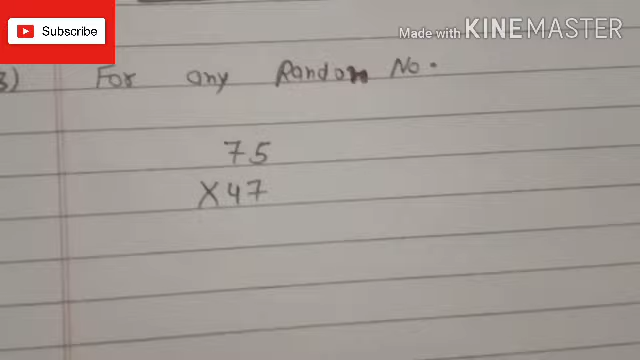 Subscribe
Made with KINEMASTER
3) For any Random No.
75
X47